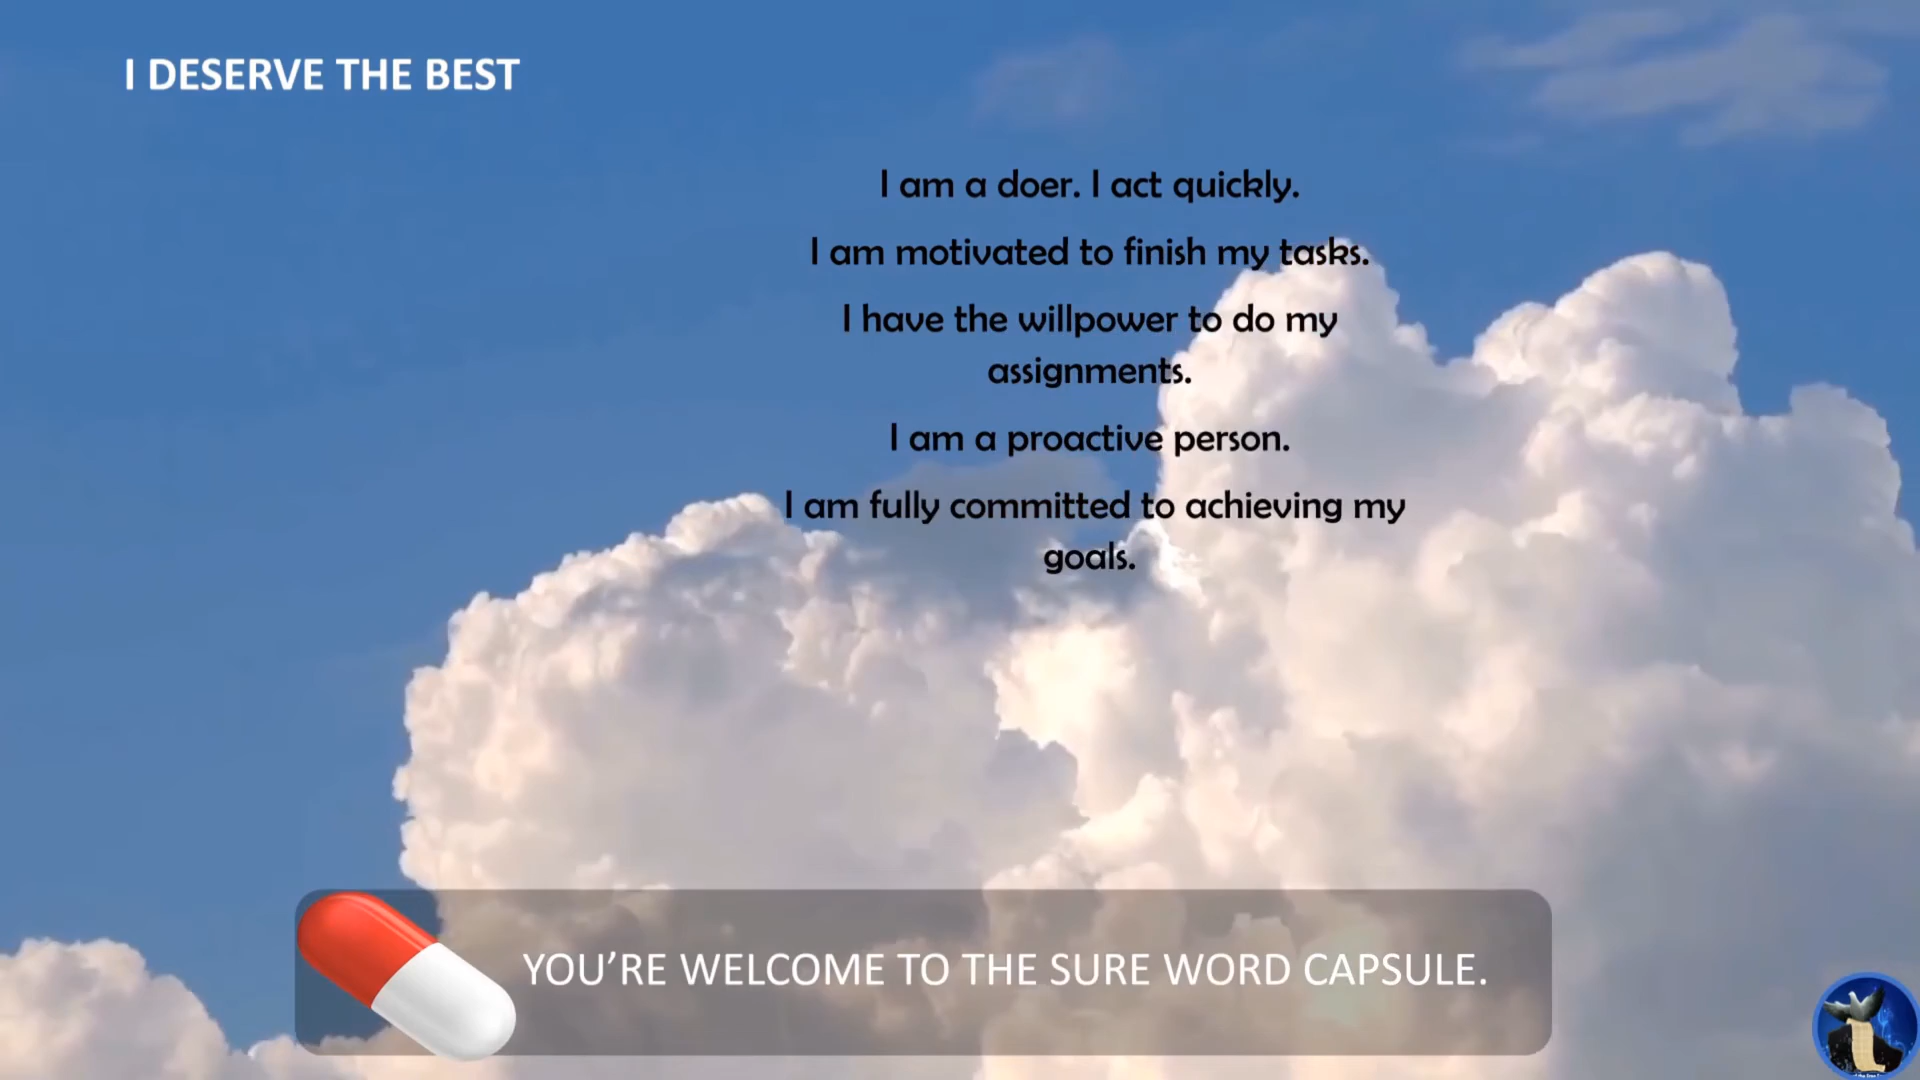 I DESERVE THE BEST
I am a doer. I act quickly.
I am motivated to finish my tasks.
I have the willpower to do my
assignments.
I am a proactive person.
I am fully committed to achieving my
goals.
YOU’RE WELCOME TO THE SURE WORD CAPSULE.